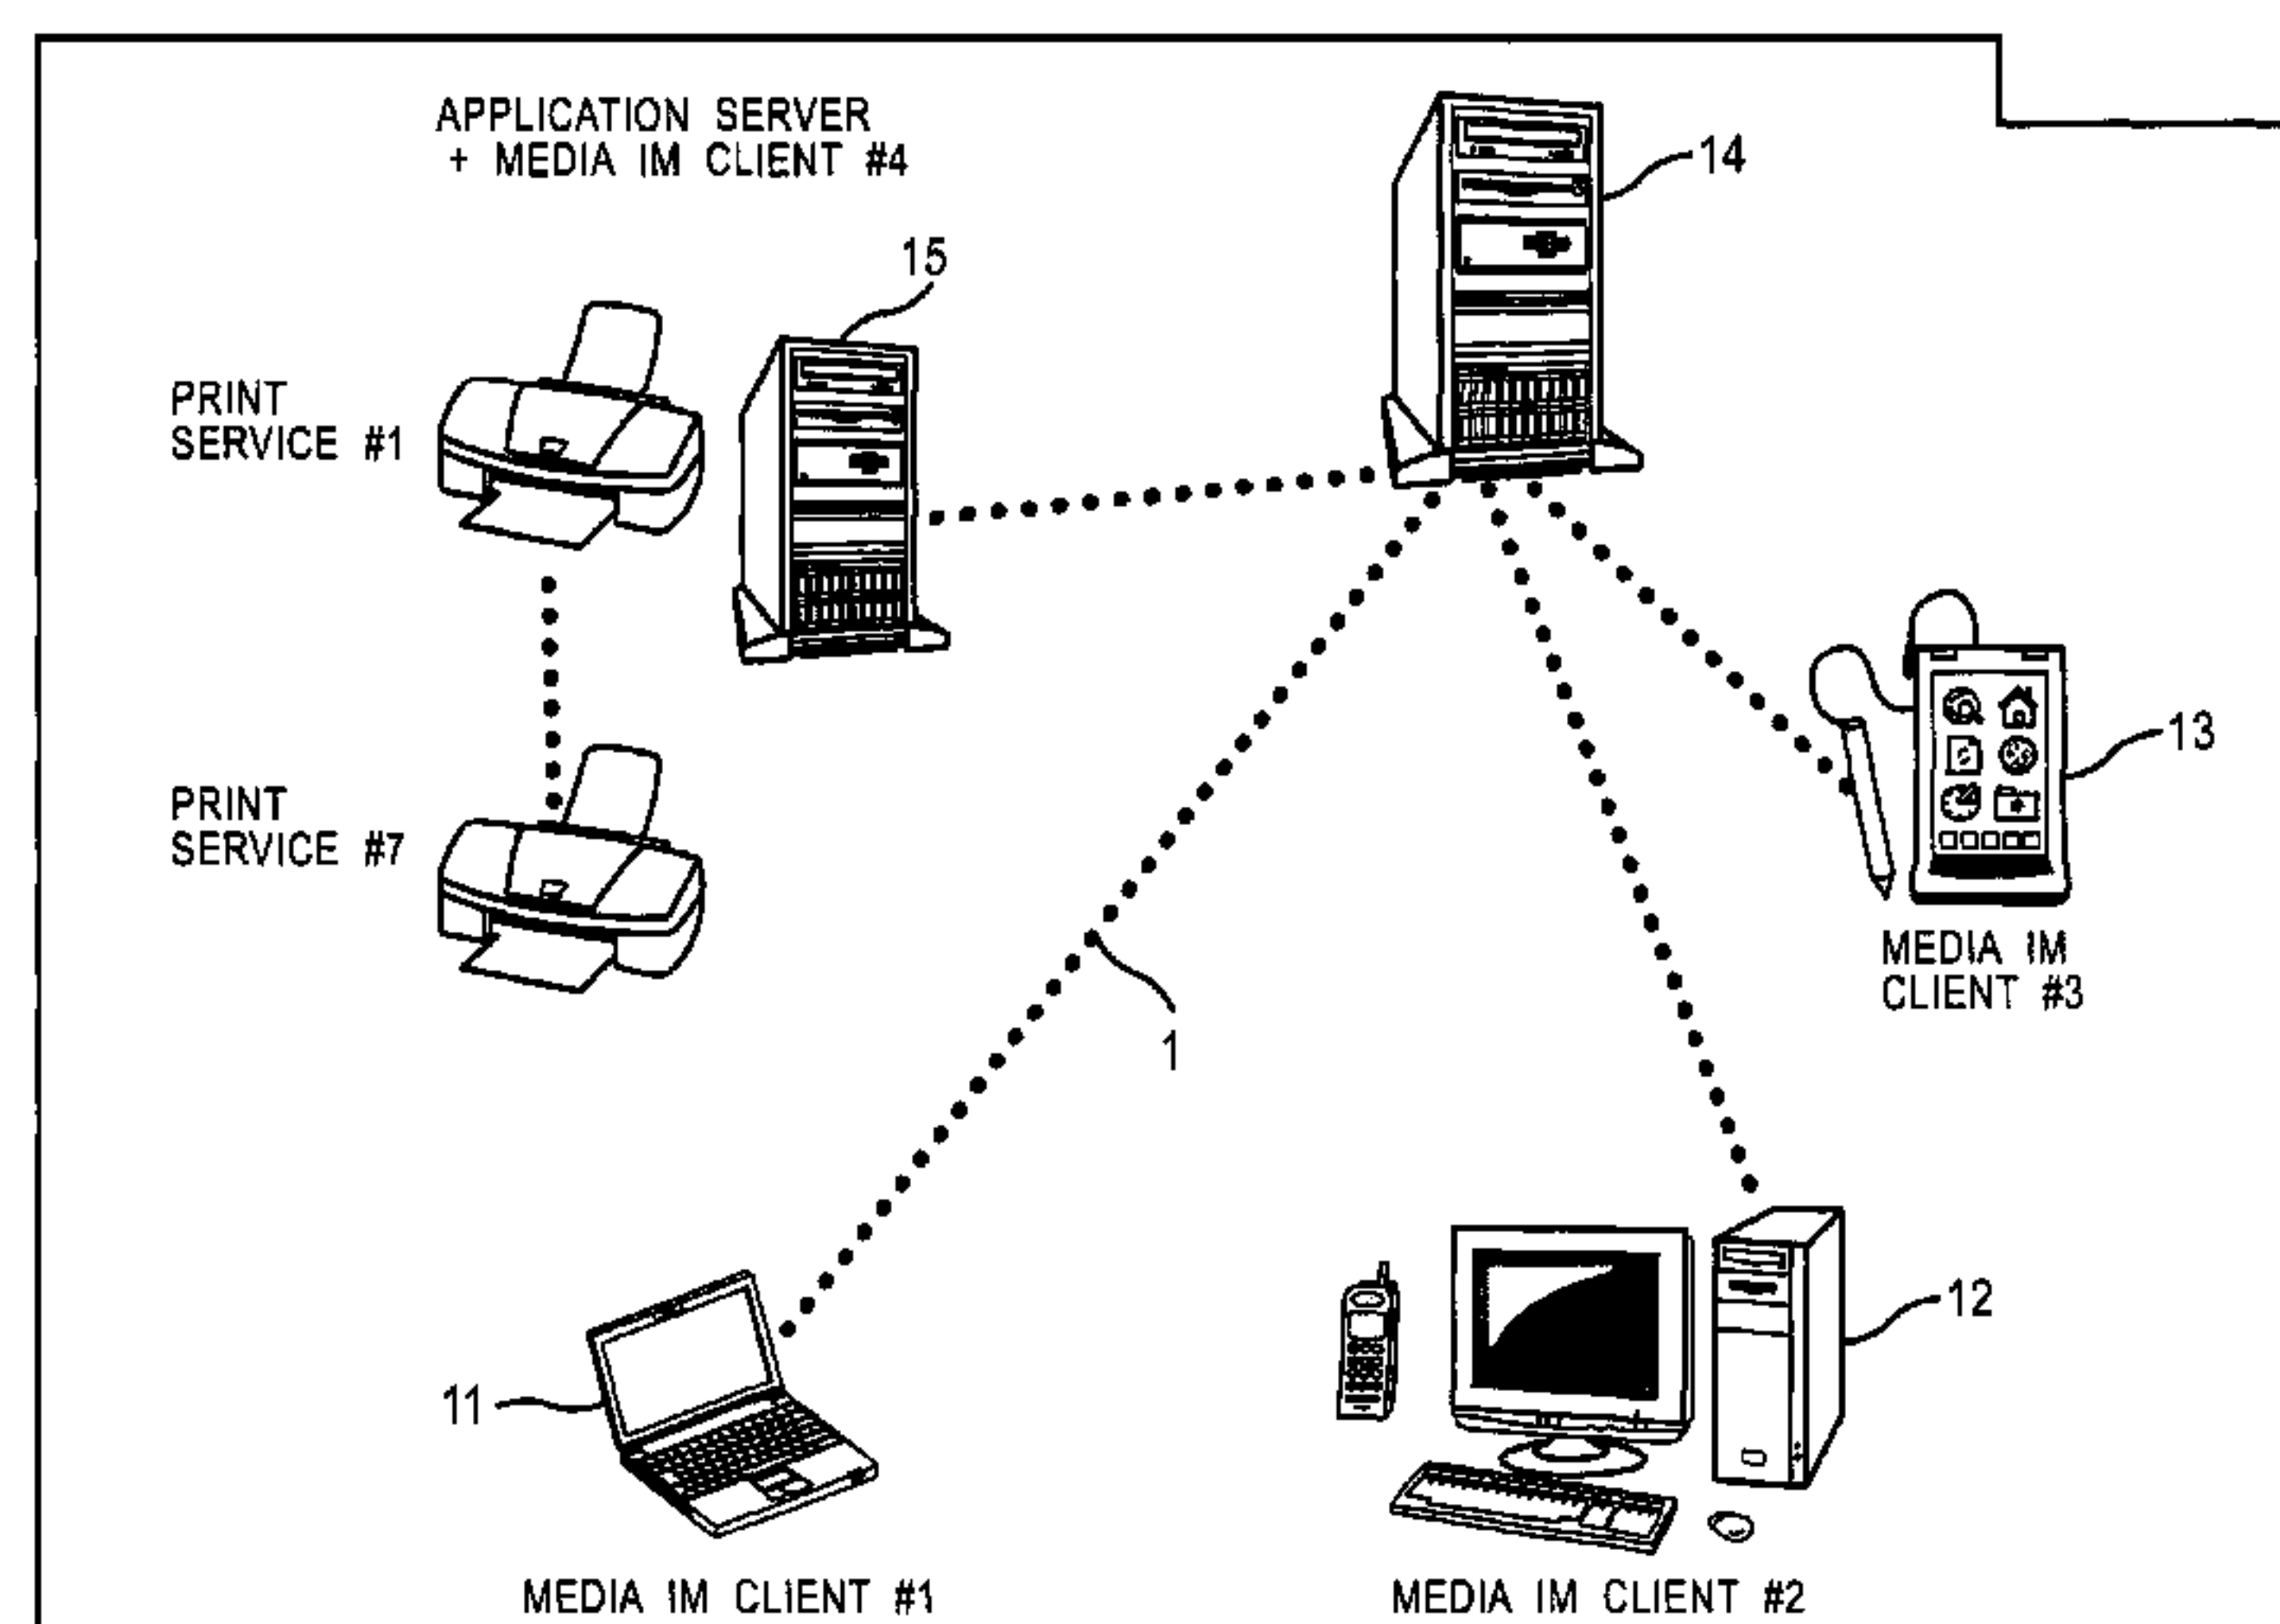 APPLICATION SERVER
+ MEDIA IM CLIENT #4
14
15
PRINT
SERVICE #1
13
PRINT
SERVICE #7
MEDIA IM
CLIENT #3
1
12
11
MEDIA IM CLIENT #1
MEDIA IM CLIENT #2